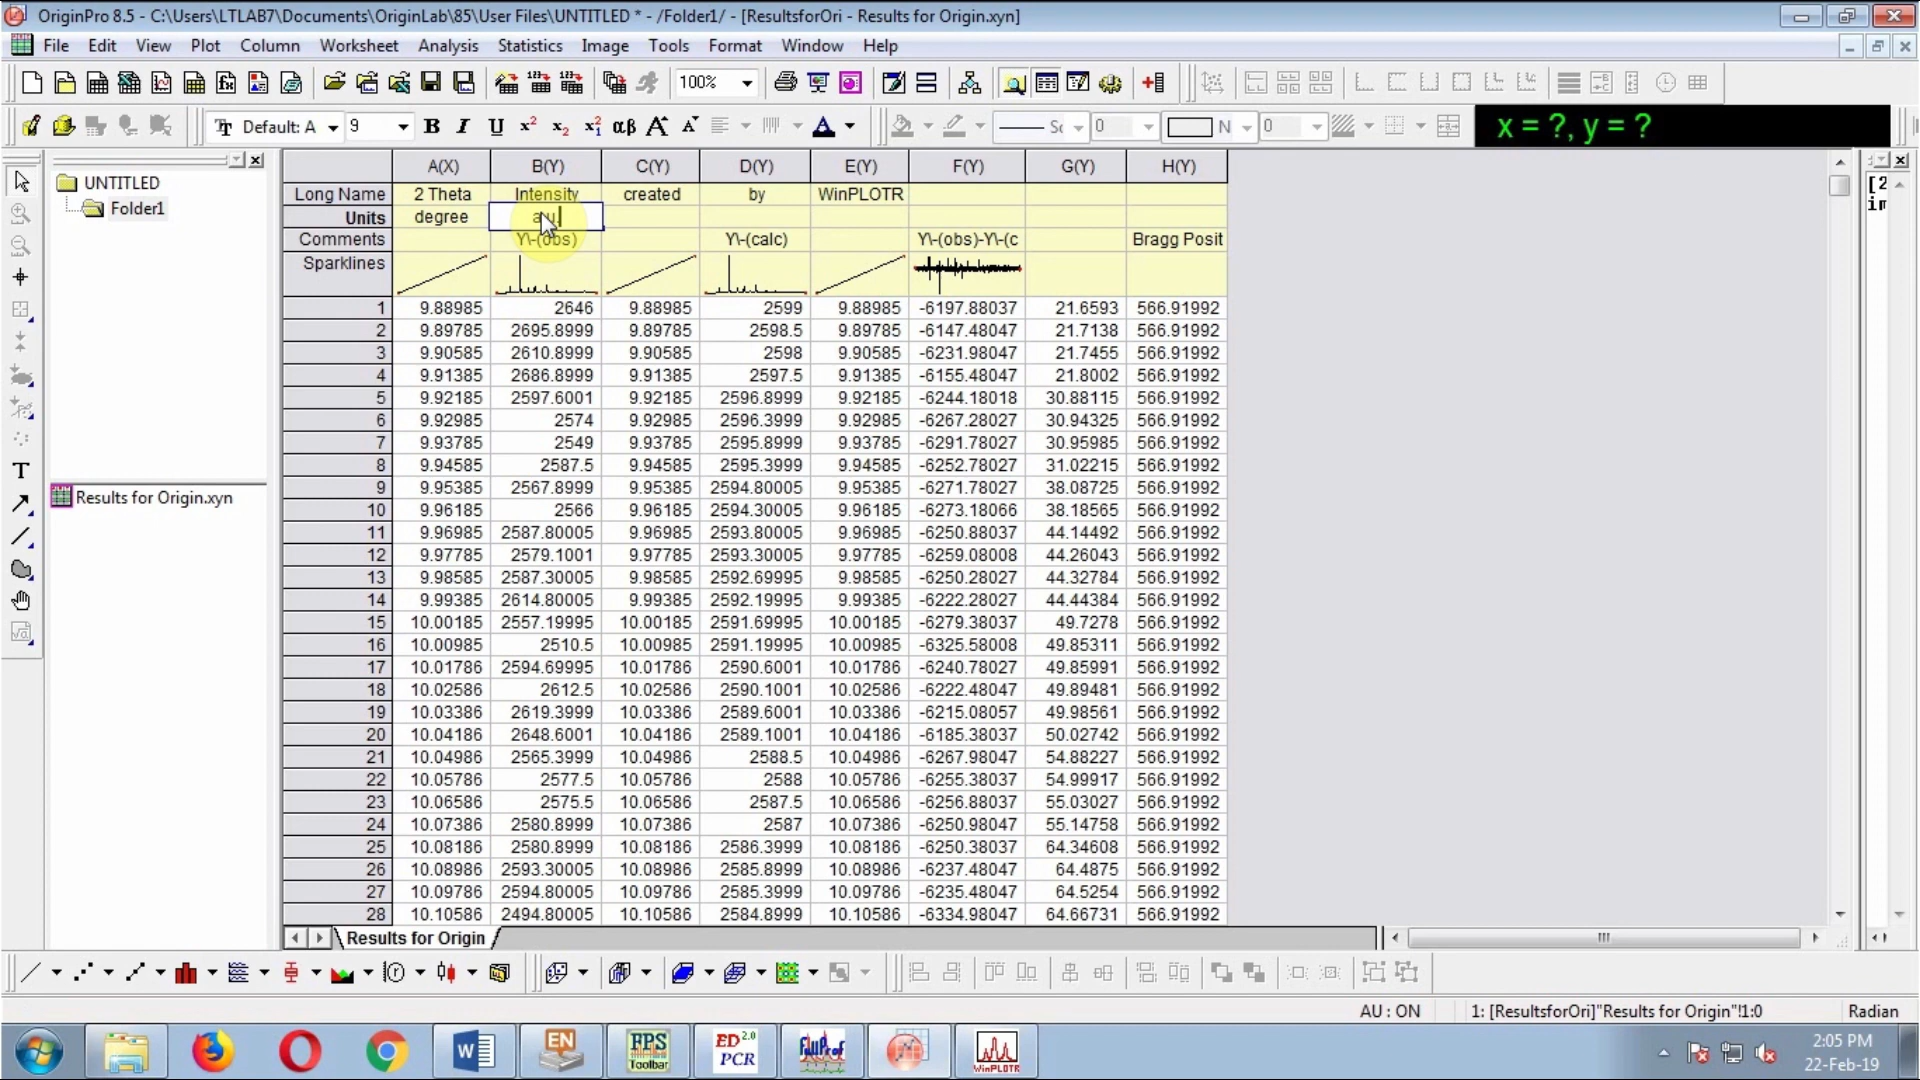 OriginPro 8.5 - C:\Users\LTLAB7\Documents\OriginLab\85\User Files\UNTITLED * - /Folder1/ - [ResultsforOri - Results for Origin.xyn]
File Edit View Plot Column Worksheet Analysis Statistics Image Tools Format Window Help
100%
Default: A 9 B I U αβ 0 N 0 x = ?, y = ?
UNTITLED
Folder1
Results for Origin.xyn
A(X) B(Y) C(Y) D(Y) E(Y) F(Y) G(Y) H(Y)
Long Name 2 Theta Intensity created by WinPLOTR
Units degree
Comments Y\-(obs) Y\-(calc) Y\-(obs)-Y\-(c Bragg Posit
Sparklines
1 9.88985 2646 9.88985 2599 9.88985 -6197.88037 21.6593 566.91992
2 9.89785 2695.8999 9.89785 2598.5 9.89785 -6147.48047 21.7138 566.91992
3 9.90585 2610.8999 9.90585 2598 9.90585 -6231.98047 21.7455 566.91992
4 9.91385 2686.8999 9.91385 2597.5 9.91385 -6155.48047 21.8002 566.91992
5 9.92185 2597.6001 9.92185 2596.8999 9.92185 -6244.18018 30.88115 566.91992
6 9.92985 2574 9.92985 2596.3999 9.92985 -6267.28027 30.94325 566.91992
7 9.93785 2549 9.93785 2595.8999 9.93785 -6291.78027 30.95985 566.91992
8 9.94585 2587.5 9.94585 2595.3999 9.94585 -6252.78027 31.02215 566.91992
9 9.95385 2567.8999 9.95385 2594.80005 9.95385 -6271.78027 38.08725 566.91992
10 9.96185 2566 9.96185 2594.30005 9.96185 -6273.18066 38.18565 566.91992
11 9.96985 2587.80005 9.96985 2593.80005 9.96985 -6250.88037 44.14492 566.91992
12 9.97785 2579.1001 9.97785 2593.30005 9.97785 -6259.08008 44.26043 566.91992
13 9.98585 2587.30005 9.98585 2592.69995 9.98585 -6250.28027 44.32784 566.91992
14 9.99385 2614.80005 9.99385 2592.19995 9.99385 -6222.28027 44.44384 566.91992
15 10.00185 2557.19995 10.00185 2591.69995 10.00185 -6279.38037 49.7278 566.91992
16 10.00985 2510.5 10.00985 2591.19995 10.00985 -6325.58008 49.85311 566.91992
17 10.01786 2594.69995 10.01786 2590.6001 10.01786 -6240.78027 49.85991 566.91992
18 10.02586 2612.5 10.02586 2590.1001 10.02586 -6222.48047 49.89481 566.91992
19 10.03386 2619.3999 10.03386 2589.6001 10.03386 -6215.08057 49.98561 566.91992
20 10.04186 2648.6001 10.04186 2589.1001 10.04186 -6185.38037 50.02742 566.91992
21 10.04986 2565.3999 10.04986 2588.5 10.04986 -6267.98047 54.88227 566.91992
22 10.05786 2577.5 10.05786 2588 10.05786 -6255.38037 54.99917 566.91992
23 10.06586 2575.5 10.06586 2587.5 10.06586 -6256.88037 55.03027 566.91992
24 10.07386 2580.8999 10.07386 2587 10.07386 -6250.98047 55.14758 566.91992
25 10.08186 2580.8999 10.08186 2586.3999 10.08186 -6250.38037 64.34608 566.91992
26 10.08986 2593.30005 10.08986 2585.8999 10.08986 -6237.48047 64.4875 566.91992
27 10.09786 2594.80005 10.09786 2585.3999 10.09786 -6235.48047 64.5254 566.91992
28 10.10586 2494.80005 10.10586 2584.8999 10.10586 -6334.98047 64.66731 566.91992
Results for Origin
AU : ON 1: [ResultsforOri]"Results for Origin"!1:0 Radian
EN FPS Toolbar ED 2.0 PCR FullProf WinPLOTR
2:05 PM
22-Feb-19